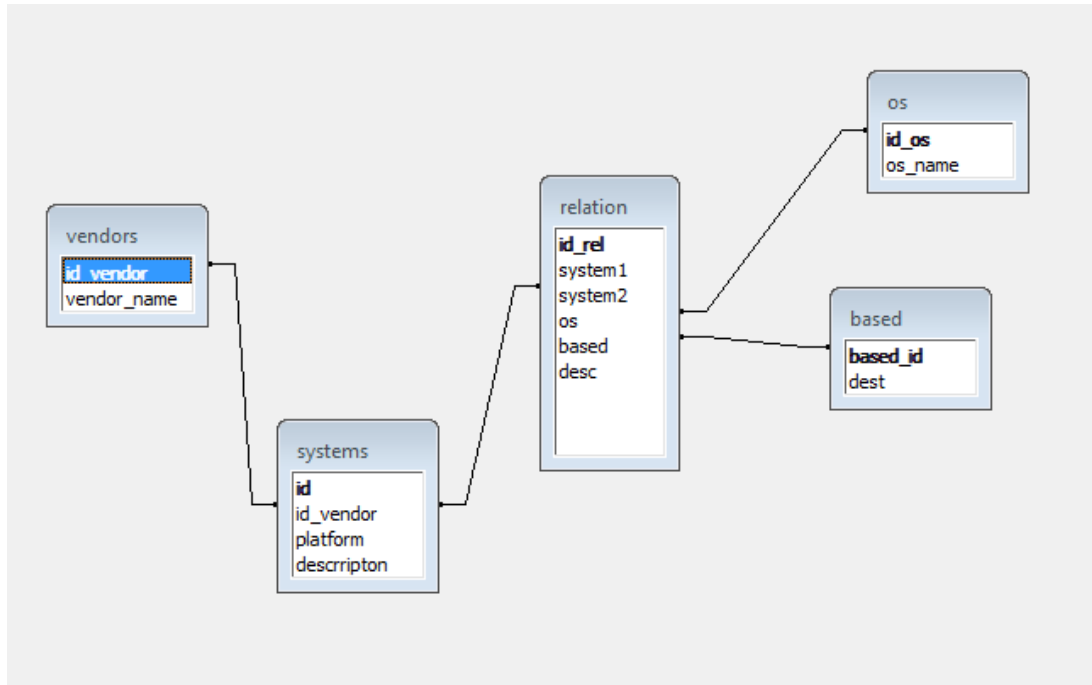 vendors
id_vendor
vendor_name
systems
id
id_vendor
platform
descrripton
relation
id_rel
system1
system2
os
based
desc
os
id_os
os_name
based
based_id
dest